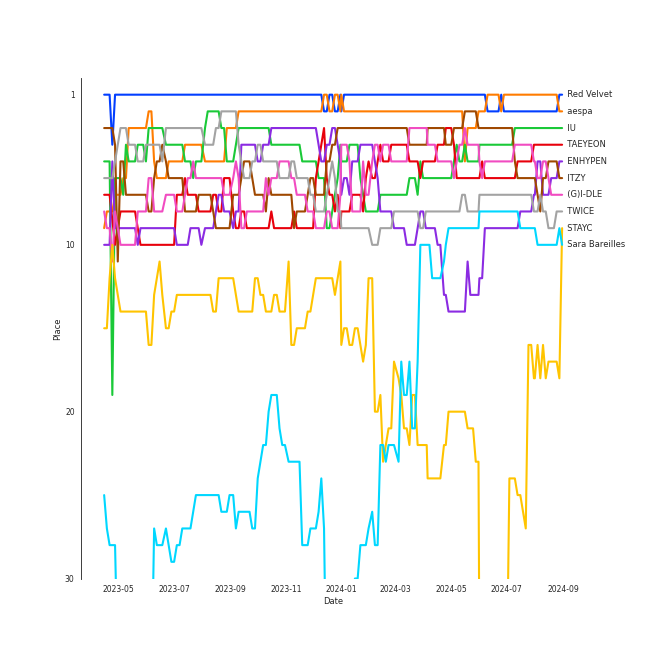 1
10
20
30
Place
Red Velvet
aespa
IU
TAEYEON
ENHYPEN
ITZY
(G)I-DLE
TWICE
STAYC
Sara Bareilles
2023-05 2023-07 2023-09 2023-11 2024-01 2024-03 2024-05 2024-07 2024-09
Date